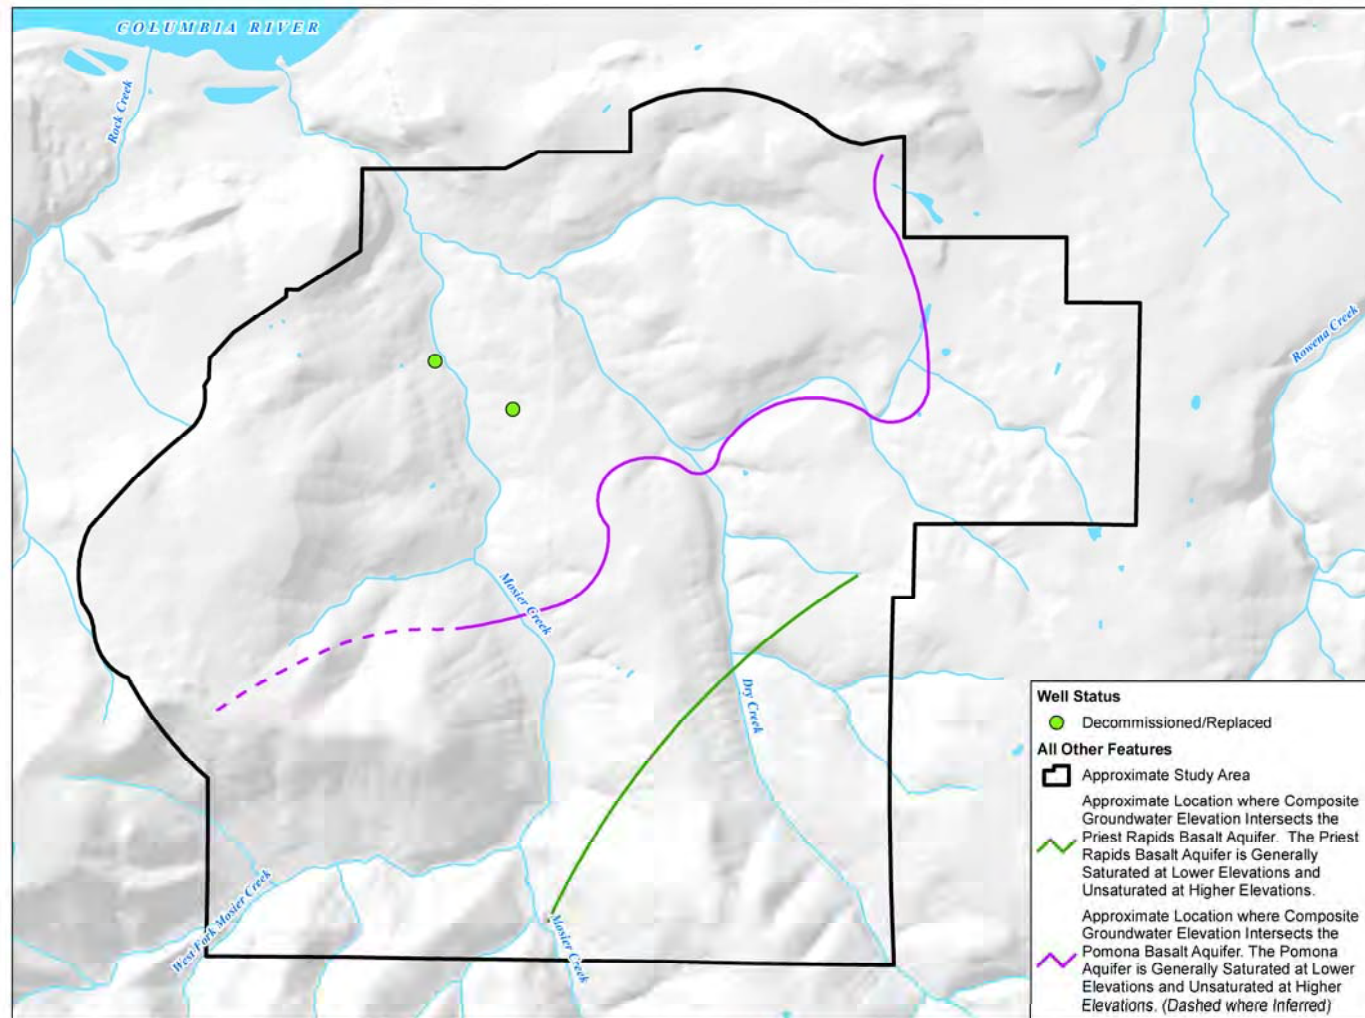 COLUMBIA RIVER
Rock Creek
Rowena Creek
Mosier Creek
Dry Creek
West Fork Mosier Creek
Mosier Creek
Well Status
Decommissioned/Replaced
All Other Features
Approximate Study Area
Approximate Location where Composite
Groundwater Elevation Intersects the
Priest Rapids Basalt Aquifer. The Priest
Rapids Basalt Aquifer is Generally
Saturated at Lower Elevations and
Unsaturated at Higher Elevations.
Approximate Location where Composite
Groundwater Elevation Intersects the
Pomona Basalt Aquifer. The Pomona
Aquifer is Generally Saturated at Lower
Elevations and Unsaturated at Higher
Elevations. (Dashed where Inferred)